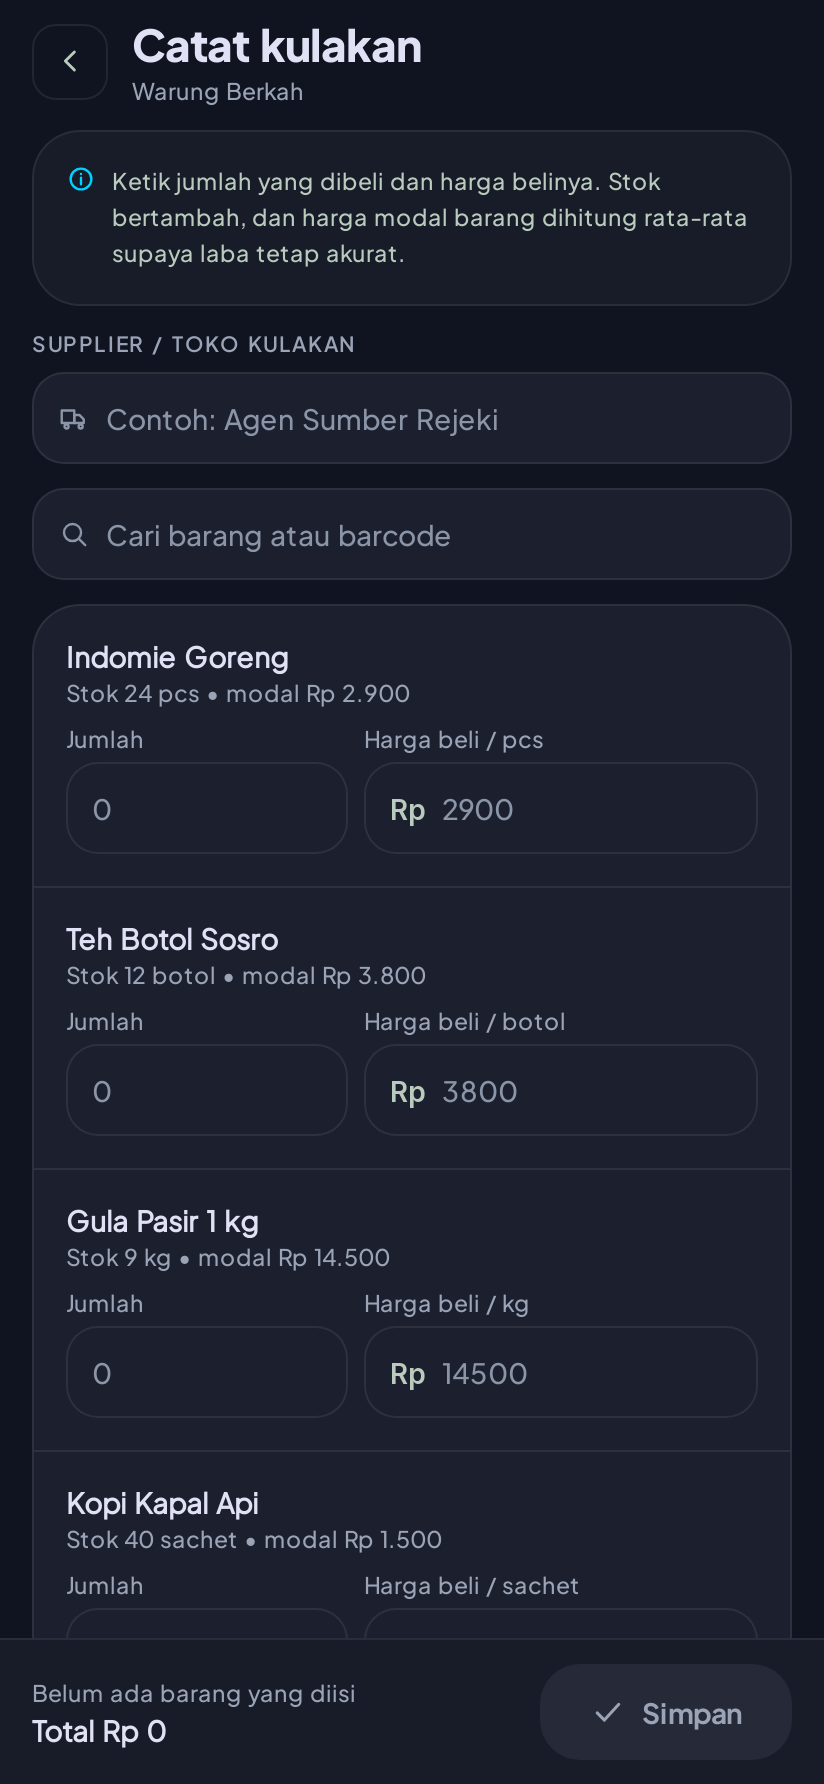 Catat kulakan
Warung Berkah
Ketik jumlah yang dibeli dan harga belinya. Stok
bertambah, dan harga modal barang dihitung rata-rata
supaya laba tetap akurat.
SUPPLIER / TOKO KULAKAN
Contoh: Agen Sumber Rejeki
Cari barang atau barcode
Indomie Goreng
Stok 24 pcs • modal Rp 2.900
Jumlah Harga beli / pcs
0 Rp 2900
Teh Botol Sosro
Stok 12 botol • modal Rp 3.800
Jumlah Harga beli / botol
0 Rp 3800
Gula Pasir 1 kg
Stok 9 kg • modal Rp 14.500
Jumlah Harga beli / kg
0 Rp 14500
Kopi Kapal Api
Stok 40 sachet • modal Rp 1.500
Jumlah Harga beli / sachet
Belum ada barang yang diisi
Total Rp 0
Simpan